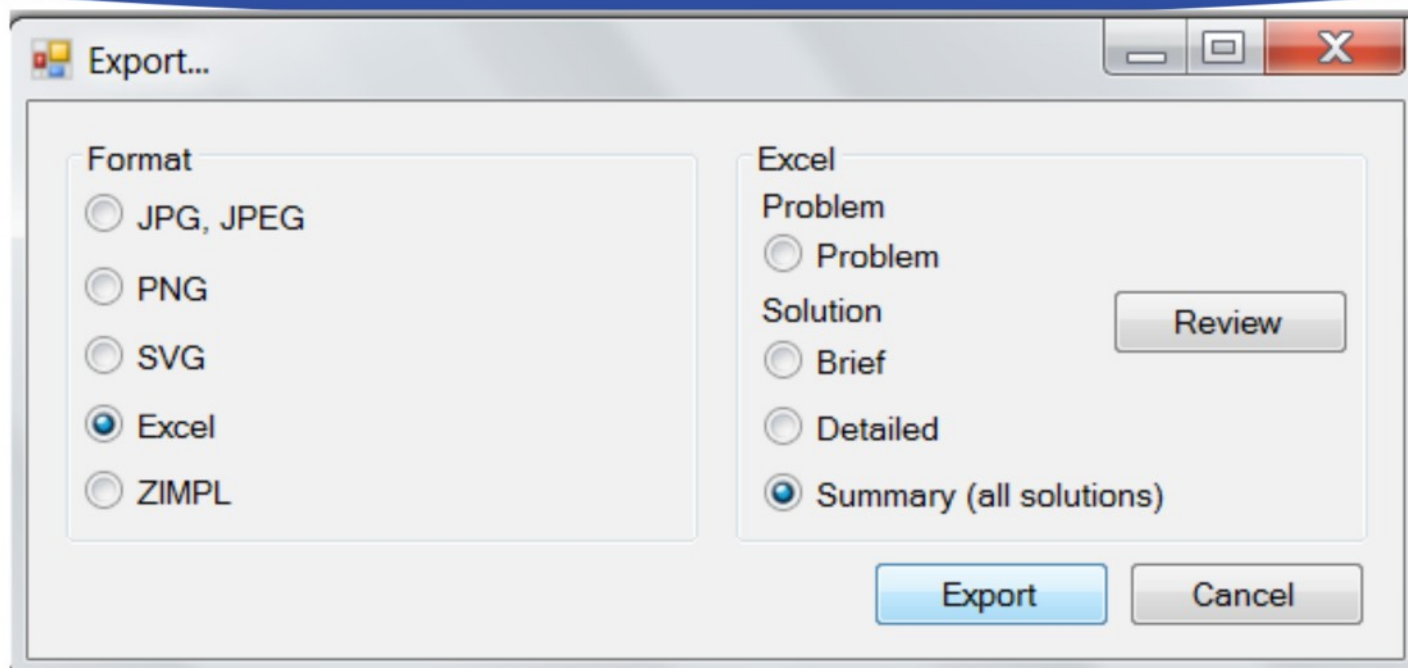 Export...
Format
JPG, JPEG
PNG
SVG
Excel
ZIMPL
Excel
Problem
Problem
Solution
Brief
Detailed
Summary (all solutions)
Review
Export
Cancel